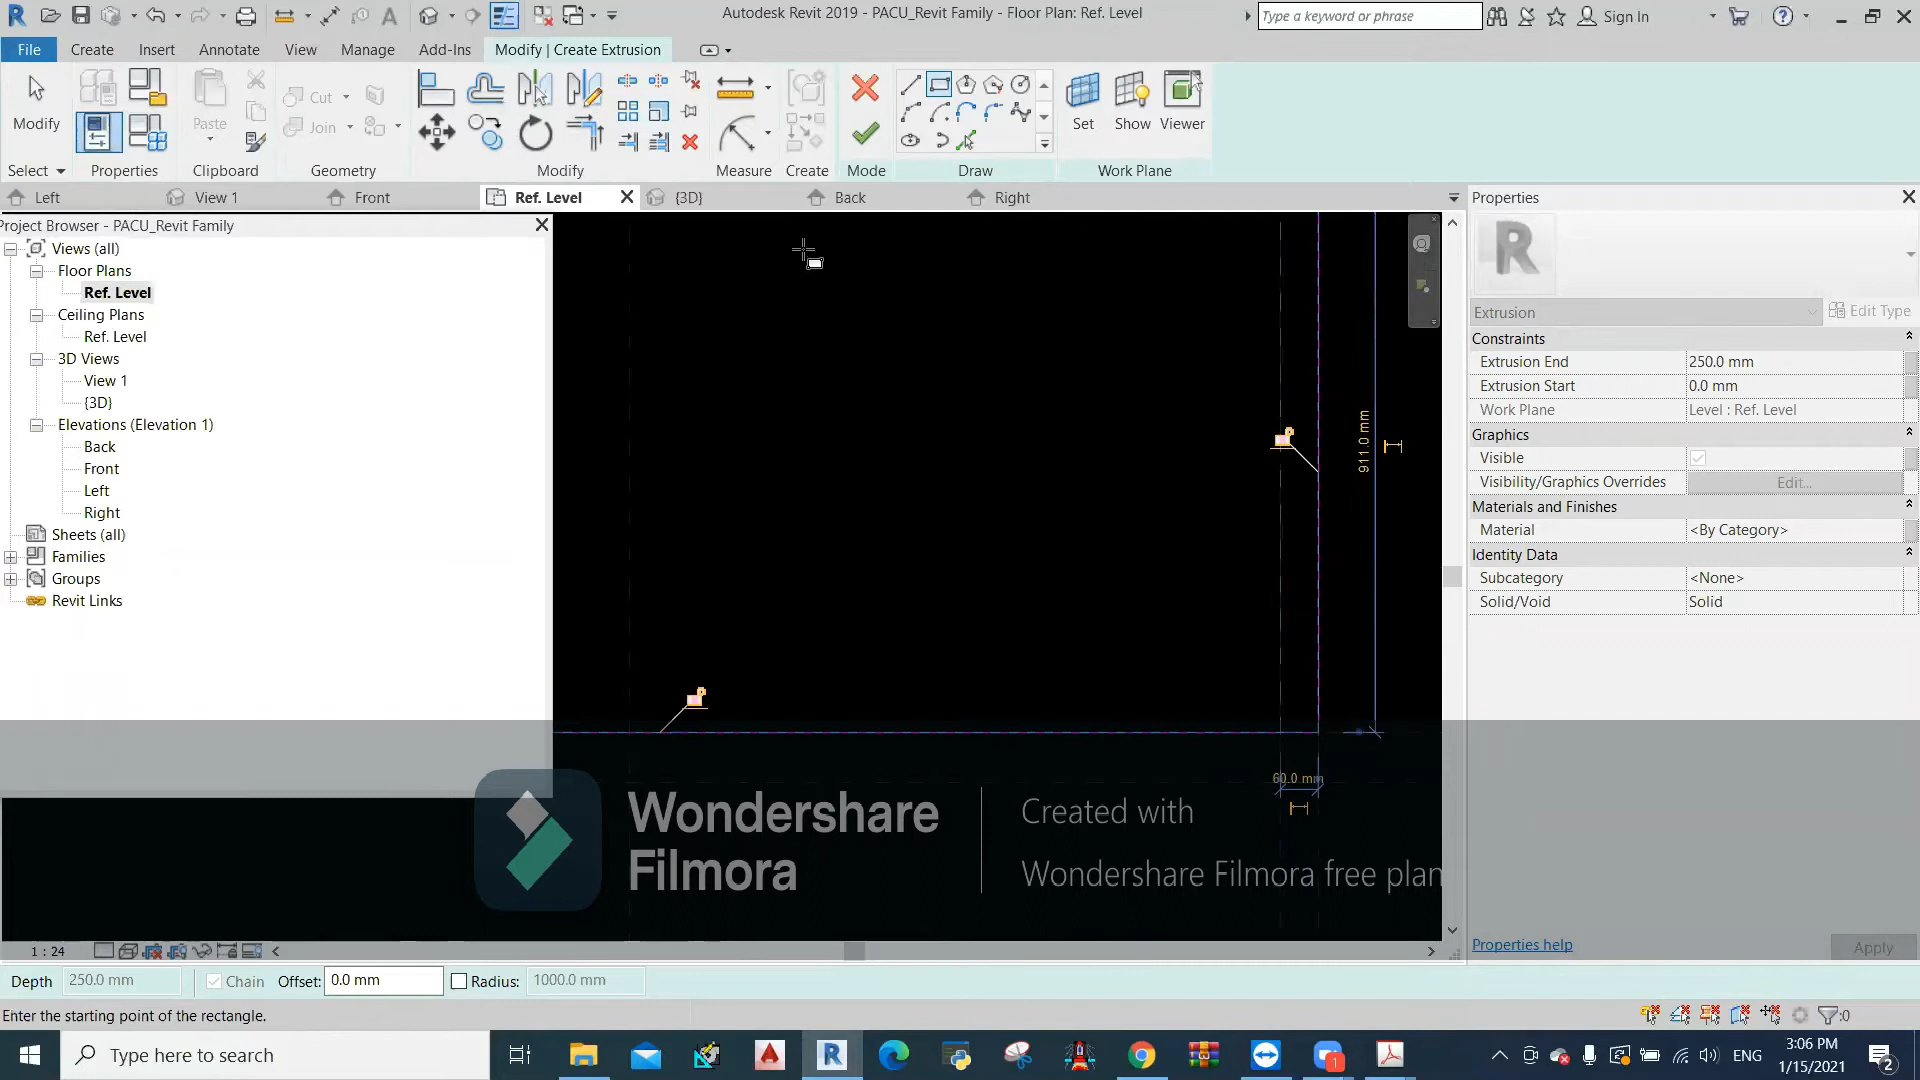 Autodesk Revit 2019 - PACU_Revit Family - Floor Plan: Ref. Level
Type a keyword or phrase
Sign In
File
Create
Insert
Annotate
View
Manage
Add-Ins
Modify | Create Extrusion
Modify
Paste
Cut
Join
Set
Show
Viewer
Select
Properties
Clipboard
Geometry
Modify
Measure
Create
Mode
Draw
Work Plane
Left
View 1
Front
Ref. Level
{3D}
Back
Right
Project Browser - PACU_Revit Family
Views (all)
Floor Plans
Ref. Level
Ceiling Plans
Ref. Level
3D Views
View 1
{3D}
Elevations (Elevation 1)
Back
Front
Left
Right
Sheets (all)
Families
Groups
Revit Links
911.0 mm
60.0 mm
Properties
R
Extrusion
Edit Type
Constraints
Extrusion End 250.0 mm
Extrusion Start 0.0 mm
Work Plane Level : Ref. Level
Graphics
Visible
Visibility/Graphics Overrides Edit...
Materials and Finishes
Material <By Category>
Identity Data
Subcategory <None>
Solid/Void Solid
Properties help
Apply
Wondershare
Filmora
Created with
Wondershare Filmora free plan
1 : 24
Depth 250.0 mm Chain Offset: 0.0 mm Radius: 1000.0 mm
Enter the starting point of the rectangle.
:0
Type here to search
1
ENG
3:06 PM
1/15/2021
2